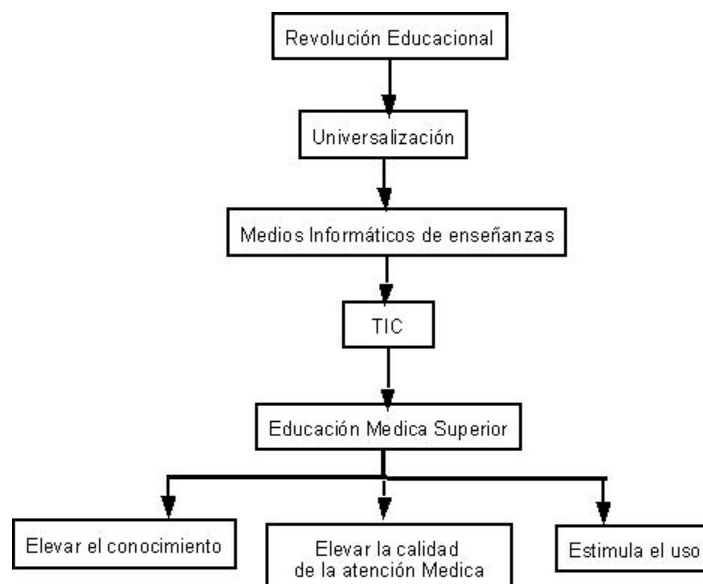 Revolución Educacional
Universalización
Medios Informáticos de enseñanzas
TIC
Educación Medica Superior
Elevar el conocimiento
Elevar la calidad
de la atención Medica
Estimula el uso